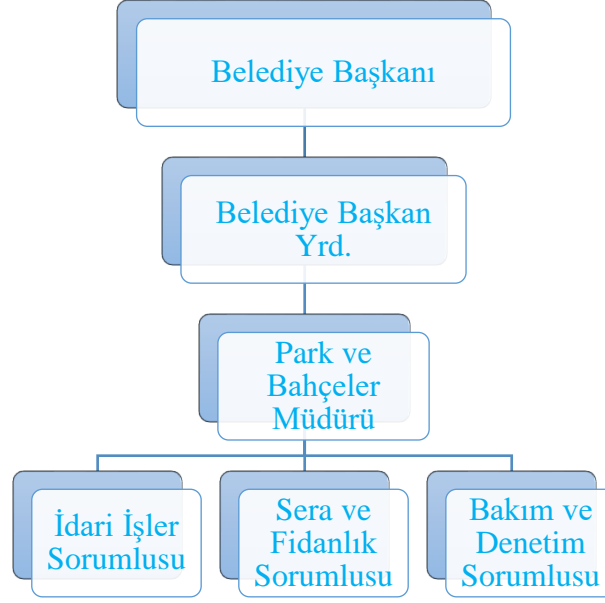 Belediye Başkanı
Belediye Başkan
Yrd.
Park ve
Bahçeler
Müdürü
İdari İşler
Sorumlusu
Sera ve
Fidanlık
Sorumlusu
Bakım ve
Denetim
Sorumlusu